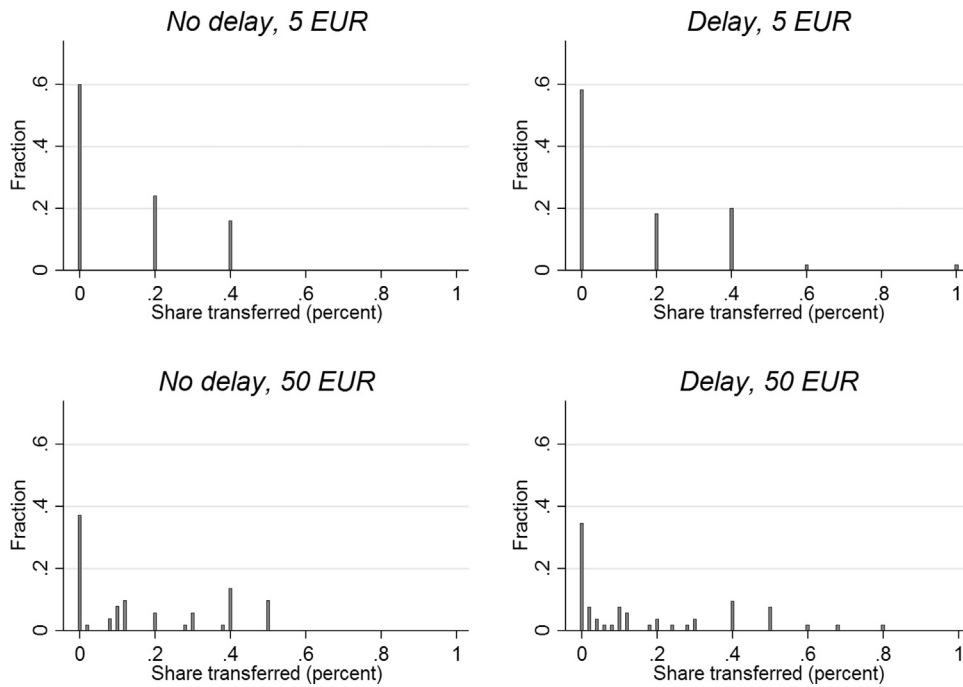 No delay, 5 EUR
Fraction
.6
.4
.2
0
0 .2 .4 .6 .8 1
Share transferred (percent)
Delay, 5 EUR
Fraction
.6
.4
.2
0
0 .2 .4 .6 .8 1
Share transferred (percent)
No delay, 50 EUR
Fraction
.6
.4
.2
0
0 .2 .4 .6 .8 1
Share transferred (percent)
Delay, 50 EUR
Fraction
.6
.4
.2
0
0 .2 .4 .6 .8 1
Share transferred (percent)